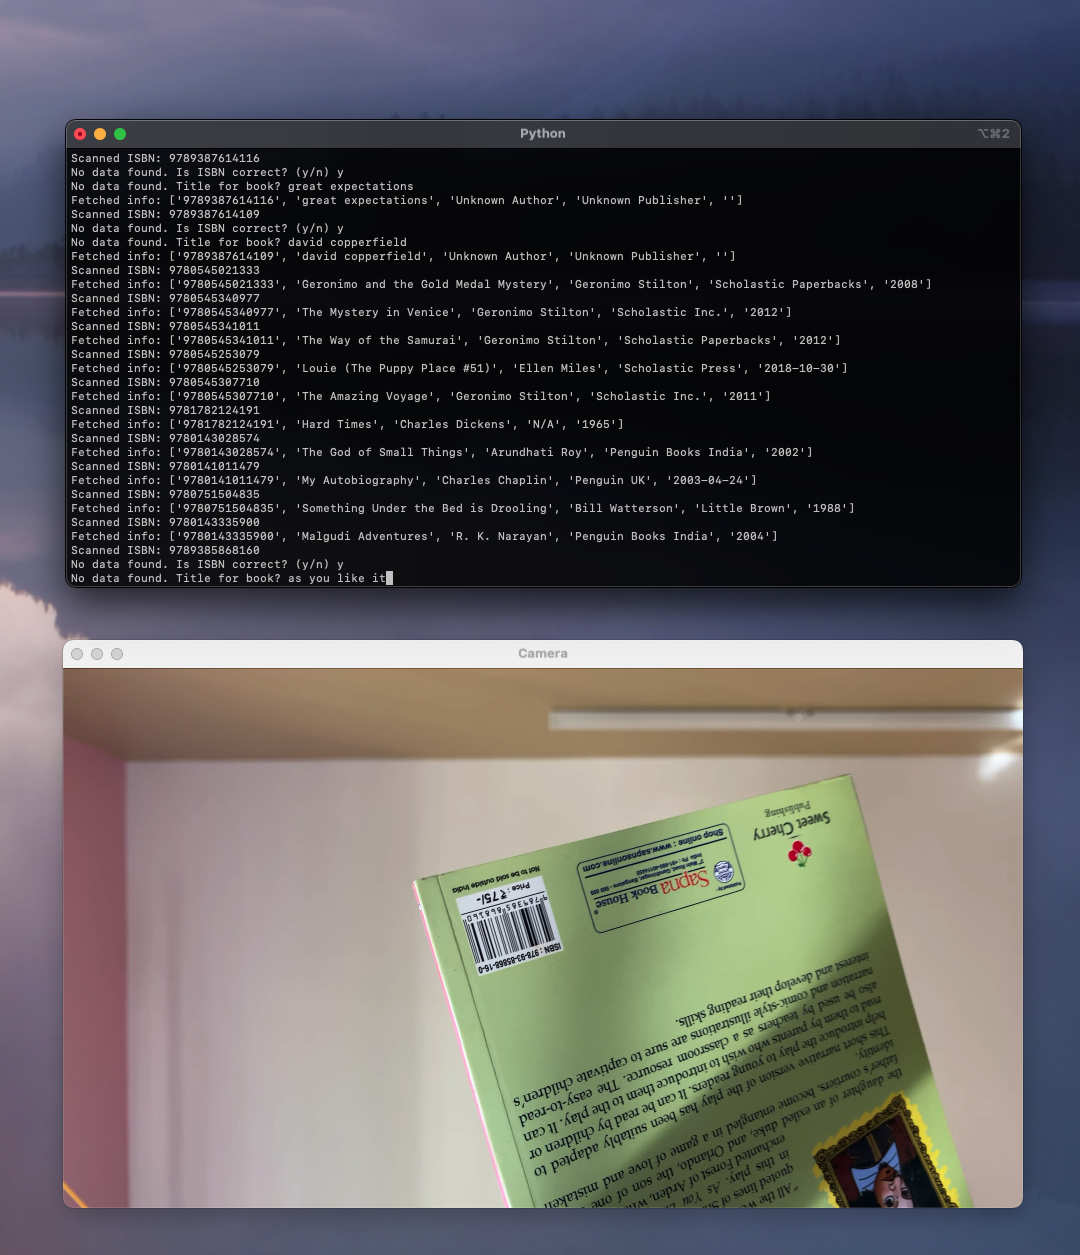 Python
⌥⌘2
Scanned ISBN: 9789387614116
No data found. Is ISBN correct? (y/n) y
No data found. Title for book? great expectations
Fetched info: ['9789387614116', 'great expectations', 'Unknown Author', 'Unknown Publisher', '']
Scanned ISBN: 9789387614109
No data found. Is ISBN correct? (y/n) y
No data found. Title for book? david copperfield
Fetched info: ['9789387614109', 'david copperfield', 'Unknown Author', 'Unknown Publisher', '']
Scanned ISBN: 9780545021333
Fetched info: ['9780545021333', 'Geronimo and the Gold Medal Mystery', 'Geronimo Stilton', 'Scholastic Paperbacks', '2008']
Scanned ISBN: 9780545340977
Fetched info: ['9780545340977', 'The Mystery in Venice', 'Geronimo Stilton', 'Scholastic Inc.', '2012']
Scanned ISBN: 9780545341011
Fetched info: ['9780545341011', 'The Way of the Samurai', 'Geronimo Stilton', 'Scholastic Paperbacks', '2012']
Scanned ISBN: 9780545253079
Fetched info: ['9780545253079', 'Louie (The Puppy Place #51)', 'Ellen Miles', 'Scholastic Press', '2018-10-30']
Scanned ISBN: 9780545307710
Fetched info: ['9780545307710', 'The Amazing Voyage', 'Geronimo Stilton', 'Scholastic Inc.', '2011']
Scanned ISBN: 9781782124191
Fetched info: ['9781782124191', 'Hard Times', 'Charles Dickens', 'N/A', '1965']
Scanned ISBN: 9780143028574
Fetched info: ['9780143028574', 'The God of Small Things', 'Arundhati Roy', 'Penguin Books India', '2002']
Scanned ISBN: 9780141011479
Fetched info: ['9780141011479', 'My Autobiography', 'Charles Chaplin', 'Penguin UK', '2003-04-24']
Scanned ISBN: 9780751504835
Fetched info: ['9780751504835', 'Something Under the Bed is Drooling', 'Bill Watterson', 'Little Brown', '1988']
Scanned ISBN: 9780143335900
Fetched info: ['9780143335900', 'Malgudi Adventures', 'R. K. Narayan', 'Penguin Books India', '2004']
Scanned ISBN: 9789385868160
No data found. Is ISBN correct? (y/n) y
No data found. Title for book? as you like it
Camera
"All the
quoted lines of
in this play. As You
enchanted Forest of Arden, 
the daughter of an exiled duke, and Orlando, the son of one
father's courtiers, become entangled in a game of love and mistaken
identity.
This short narrative version of the play has been suitably adapted to
help introduce the play to young readers. It can be read by children or
read to them by parents who wish to introduce them to the play. It can
also be used by teachers as a classroom resource. The easy-to-read
narration and comic-style illustrations are sure to captivate children's
interest and develop their reading skills.
ISBN : 978-93-85868-16-0
9789385868160
Price : ₹75/-
Not to be sold outside India
Published by:
Sapna Book House®
3rd Main Road, Gandhinagar, Bangalore - 560 009
Shop online : www.sapnaonline.com
Sweet Cherry
Publishing